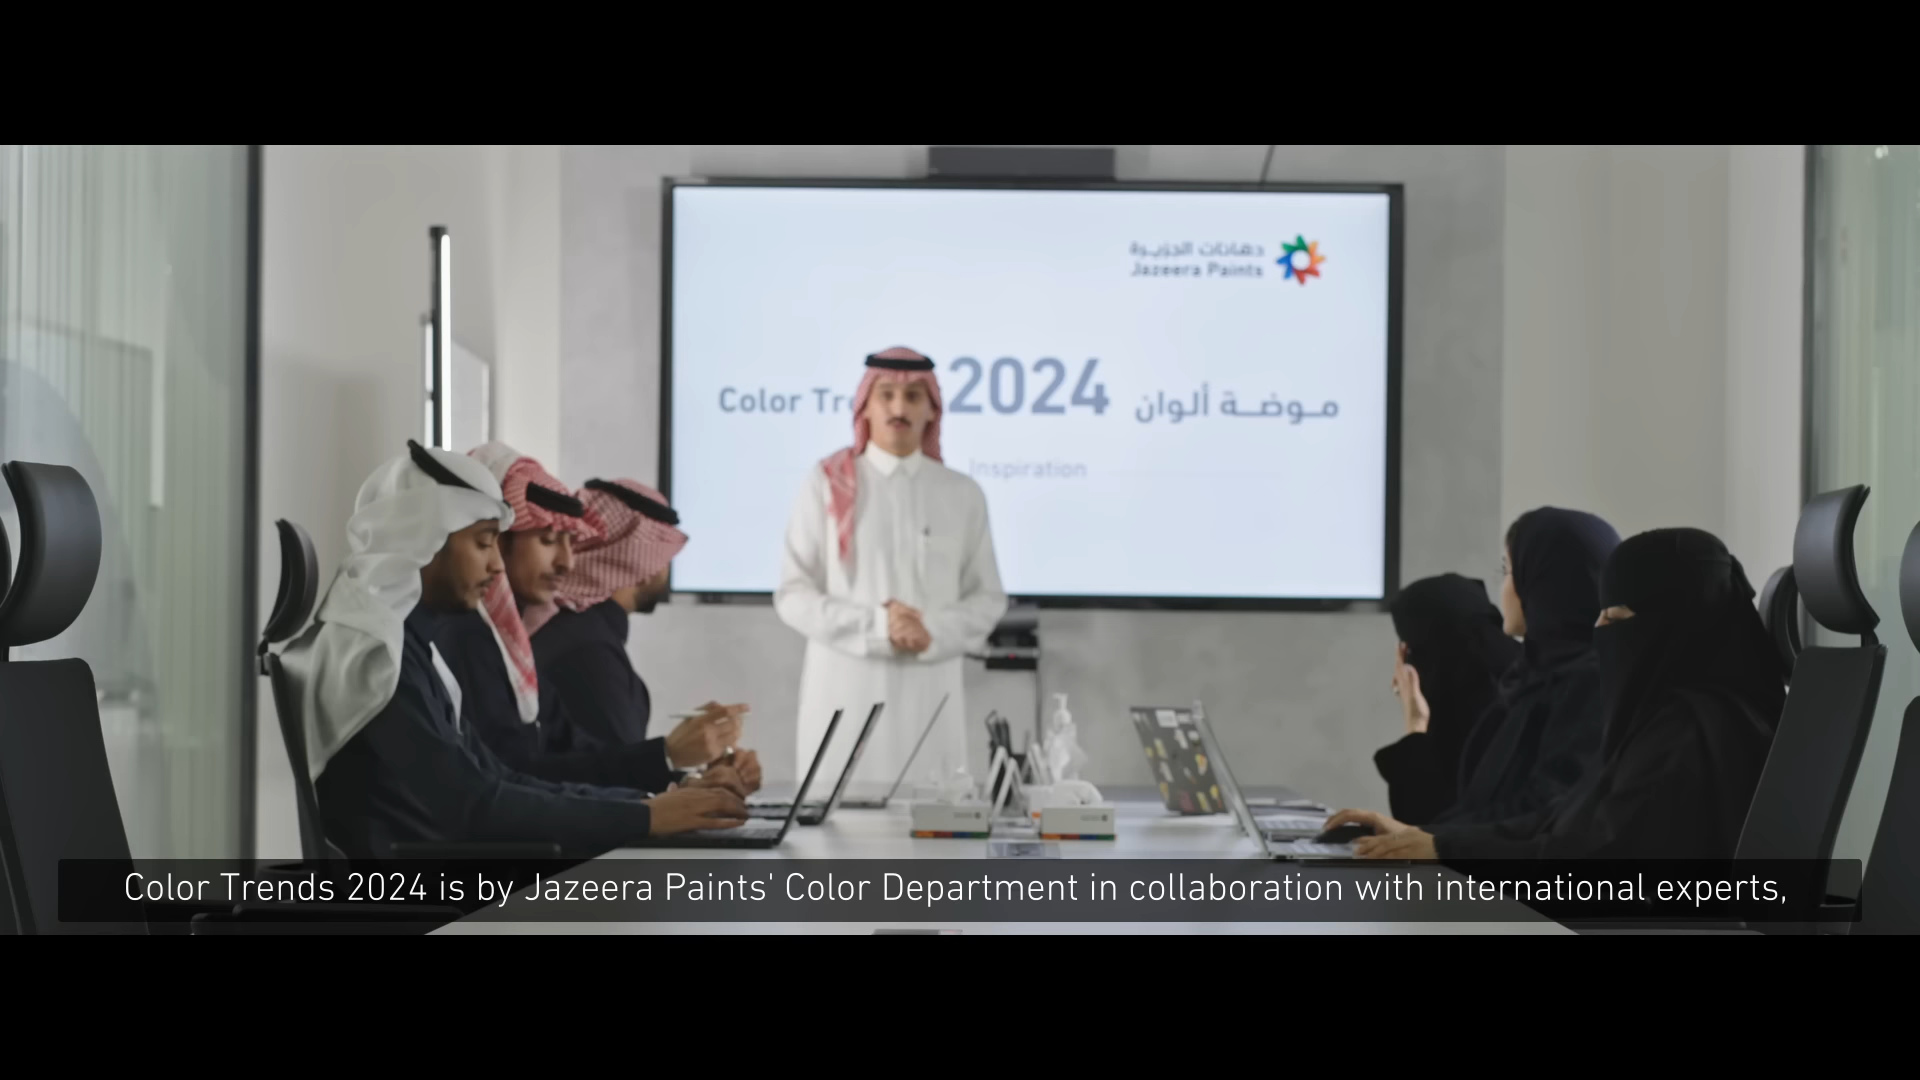 دهانات الجزيرة
Jazeera Paints
Color Tre 2024 موضة ألوان
Inspiration
Color Trends 2024 is by Jazeera Paints' Color Department in collaboration with international experts,